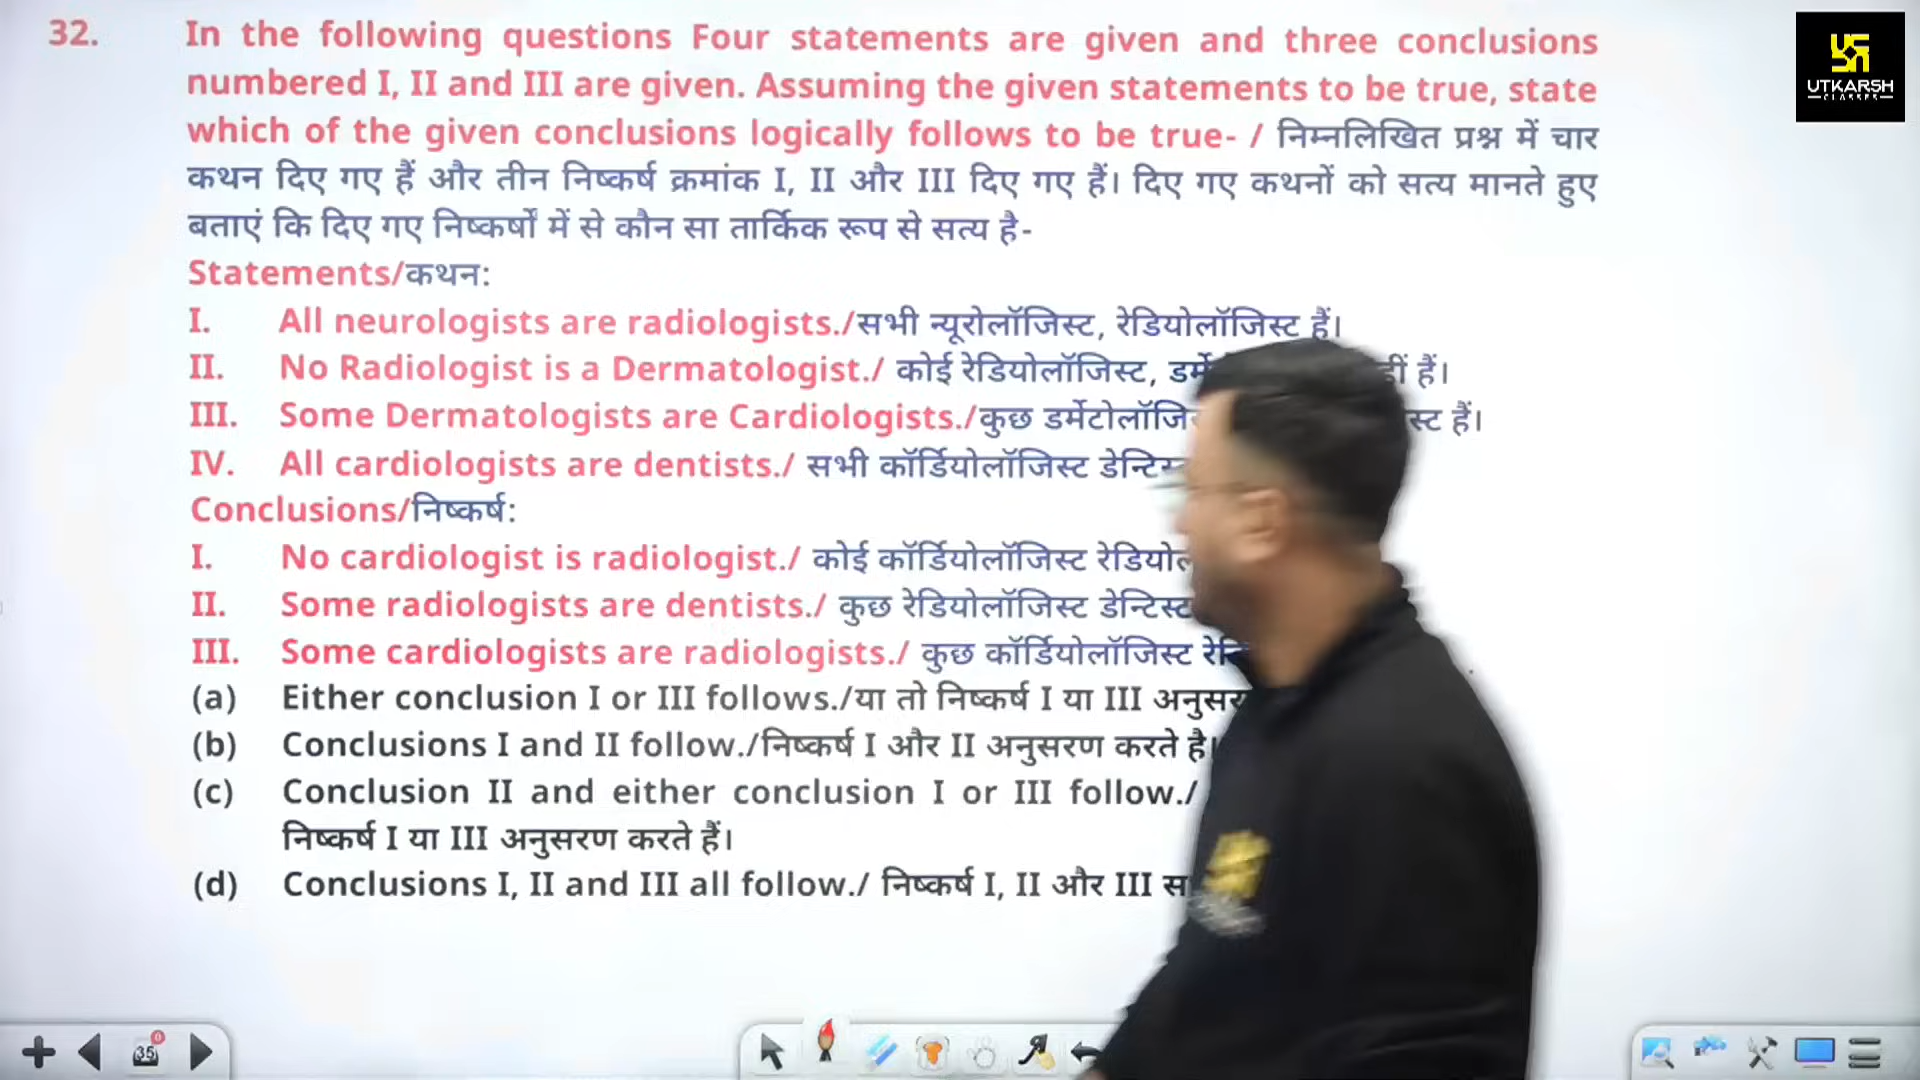 32. In the following questions Four statements are given and three conclusions
numbered I, II and III are given. Assuming the given statements to be true, state
which of the given conclusions logically follows to be true- / निम्नलिखित प्रश्न में चार
कथन दिए गए हैं और तीन निष्कर्ष क्रमांक I, II और III दिए गए हैं। दिए गए कथनों को सत्य मानते हुए
बताएं कि दिए गए निष्कर्षों में से कौन सा तार्किक रूप से सत्य है-
Statements/कथन:
I. All neurologists are radiologists./सभी न्यूरोलॉजिस्ट, रेडियोलॉजिस्ट हैं।
II. No Radiologist is a Dermatologist./ कोई रेडियोलॉजिस्ट, हैं।
III. Some Dermatologists are Cardiologists./कुछ हैं।
IV. All cardiologists are dentists./ सभी कॉर्डियोलॉजिस्ट
Conclusions/निष्कर्ष:
I. No cardiologist is radiologist./ कोई कॉर्डियोलॉजिस्ट
II. Some radiologists are dentists./ कुछ रेडियोलॉजिस्ट डेन्टिस्ट
III. Some cardiologists are radiologists./ कुछ कॉर्डियोलॉजिस्ट
(a) Either conclusion I or III follows./या तो निष्कर्ष I या III
(b) Conclusions I and II follow./निष्कर्ष I और II अनुसरण करते है।
(c) Conclusion II and either conclusion I or III follow./
निष्कर्ष I या III अनुसरण करते हैं।
(d) Conclusions I, II and III all follow./ निष्कर्ष I, II और III
UTKARSH
CLASSES
35
0